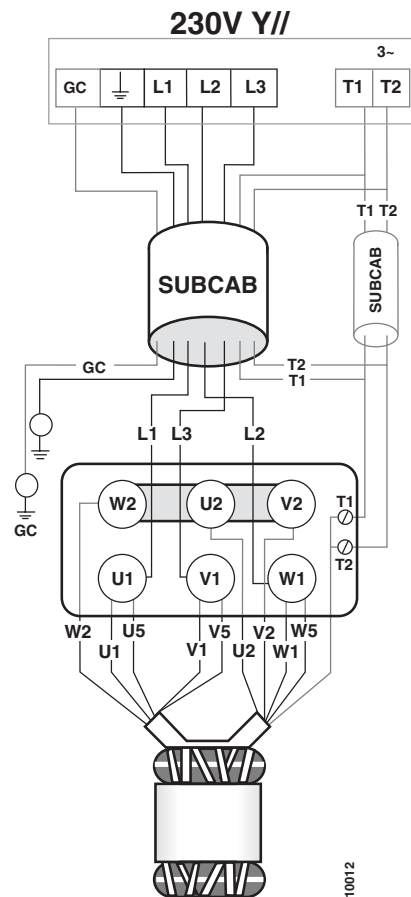 230V Y//
3~
GC L1 L2 L3 T1 T2
T1 T2
SUBCAB
SUBCAB
GC
T2
T1
L1 L3 L2
GC
W2 U2 V2
T1
T2
U1 V1 W1
W2 U5 V5 V2 W5
U1 V1 U2 W1
10012